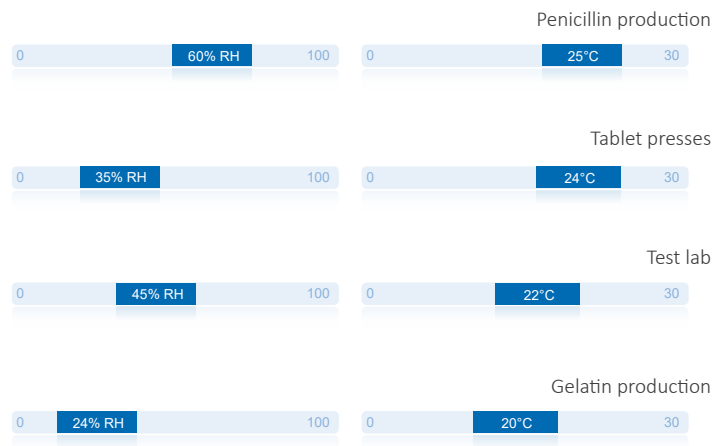 Penicillin production
0 60% RH 100 0 25°C 30
Tablet presses
0 35% RH 100 0 24°C 30
Test lab
0 45% RH 100 0 22°C 30
Gelatin production
0 24% RH 100 0 20°C 30